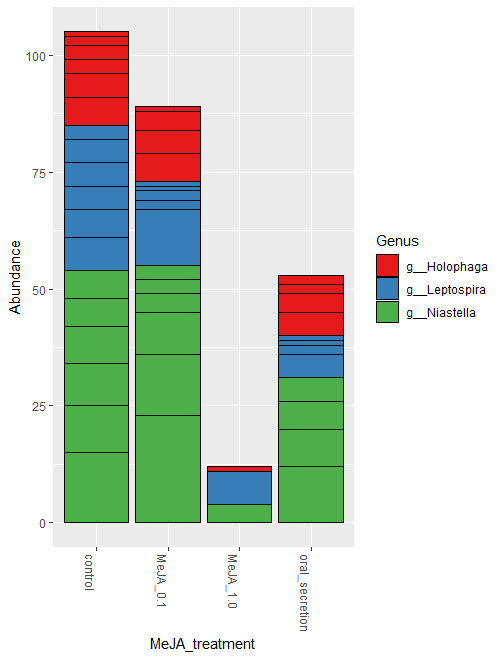 100
75
50
25
0
Abundance
control
MeJA_0.1
MeJA_1.0
oral_secretion
MeJA_treatment
Genus
g__Holophaga
g__Leptospira
g__Niastella